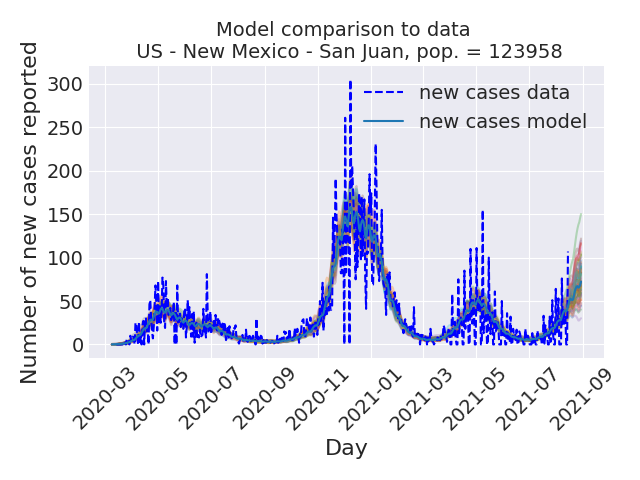 Model comparison to data
US - New Mexico - San Juan, pop. = 123958
Number of new cases reported
300
250
200
150
100
50
0
new cases data
new cases model
2020-03
2020-05
2020-07
2020-09
2020-11
2021-01
2021-03
2021-05
2021-07
2021-09
Day